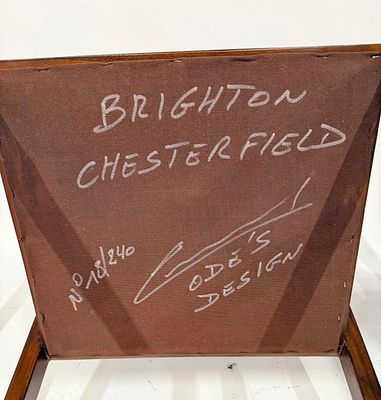 BRIGHTON
CHESTERFIELD
No 18/240
ODE'S
DESIGN